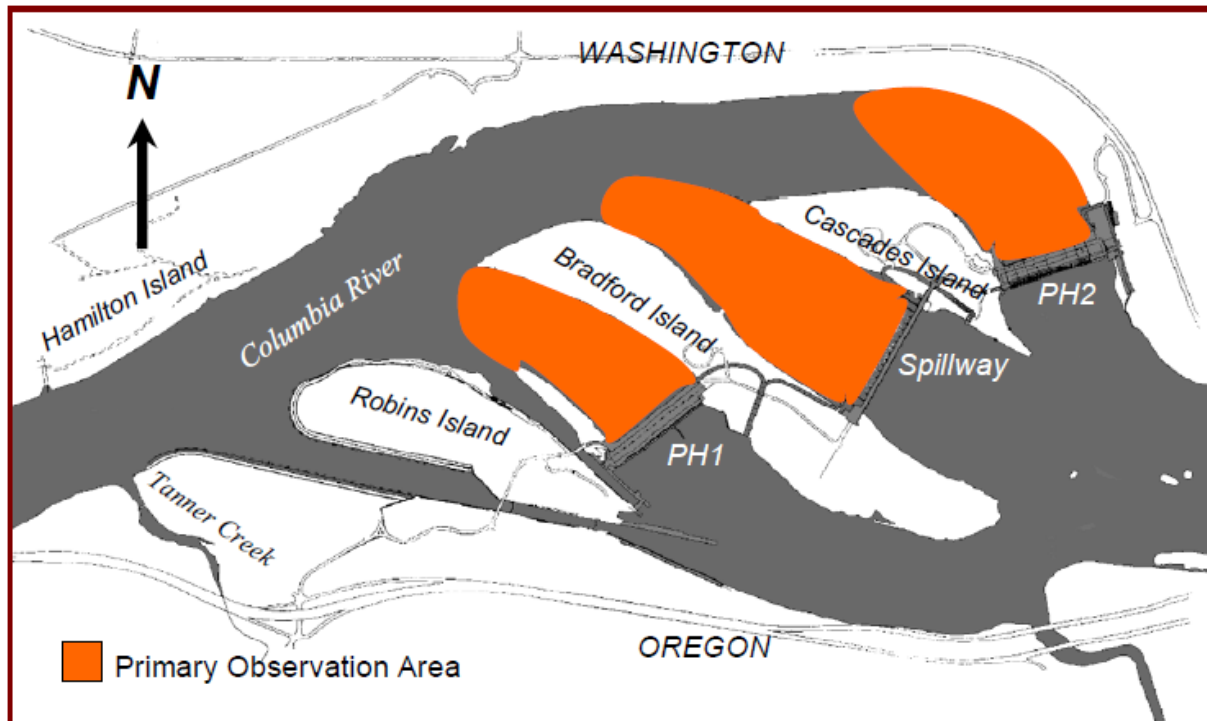 WASHINGTON
N
Cascades Island
Hamilton Island
Columbia River
Bradford Island
PH2
Spillway
Robins Island
PH1
Tanner Creek
OREGON
Primary Observation Area